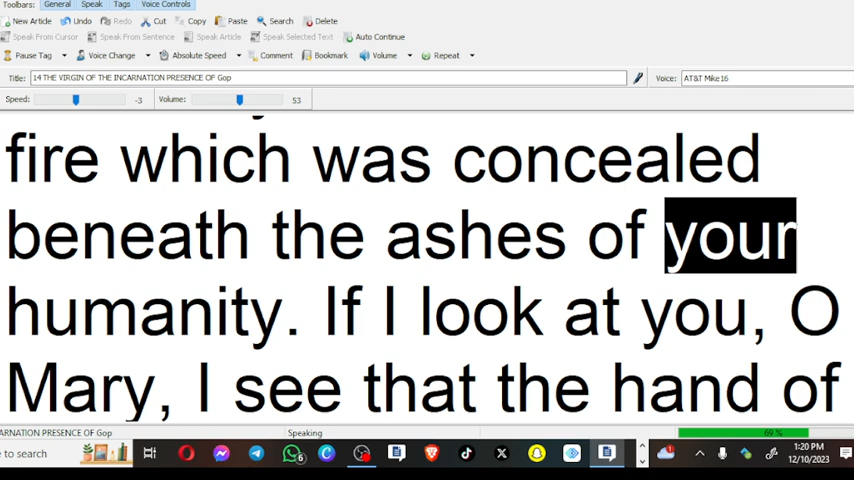 Toolbars: General Speak Tags Voice Controls
New Article Undo Redo Cut Copy Paste Search Delete
Speak From Cursor Speak From Sentence Speak Article Speak Selected Text Auto Continue
Pause Tag Voice Change Absolute Speed Comment Bookmark Volume Repeat
Title: 14 THE VIRGIN OF THE INCARNATION PRESENCE OF Gop Voice: AT&T Mike16
Speed: -3 Volume: 53
fire which was concealed
beneath the ashes of your
humanity. If I look at you, O
Mary, I see that the hand of
ARNATION PRESENCE OF Gop Speaking 69 %
e to search 6 1:20 PM
12/10/2023